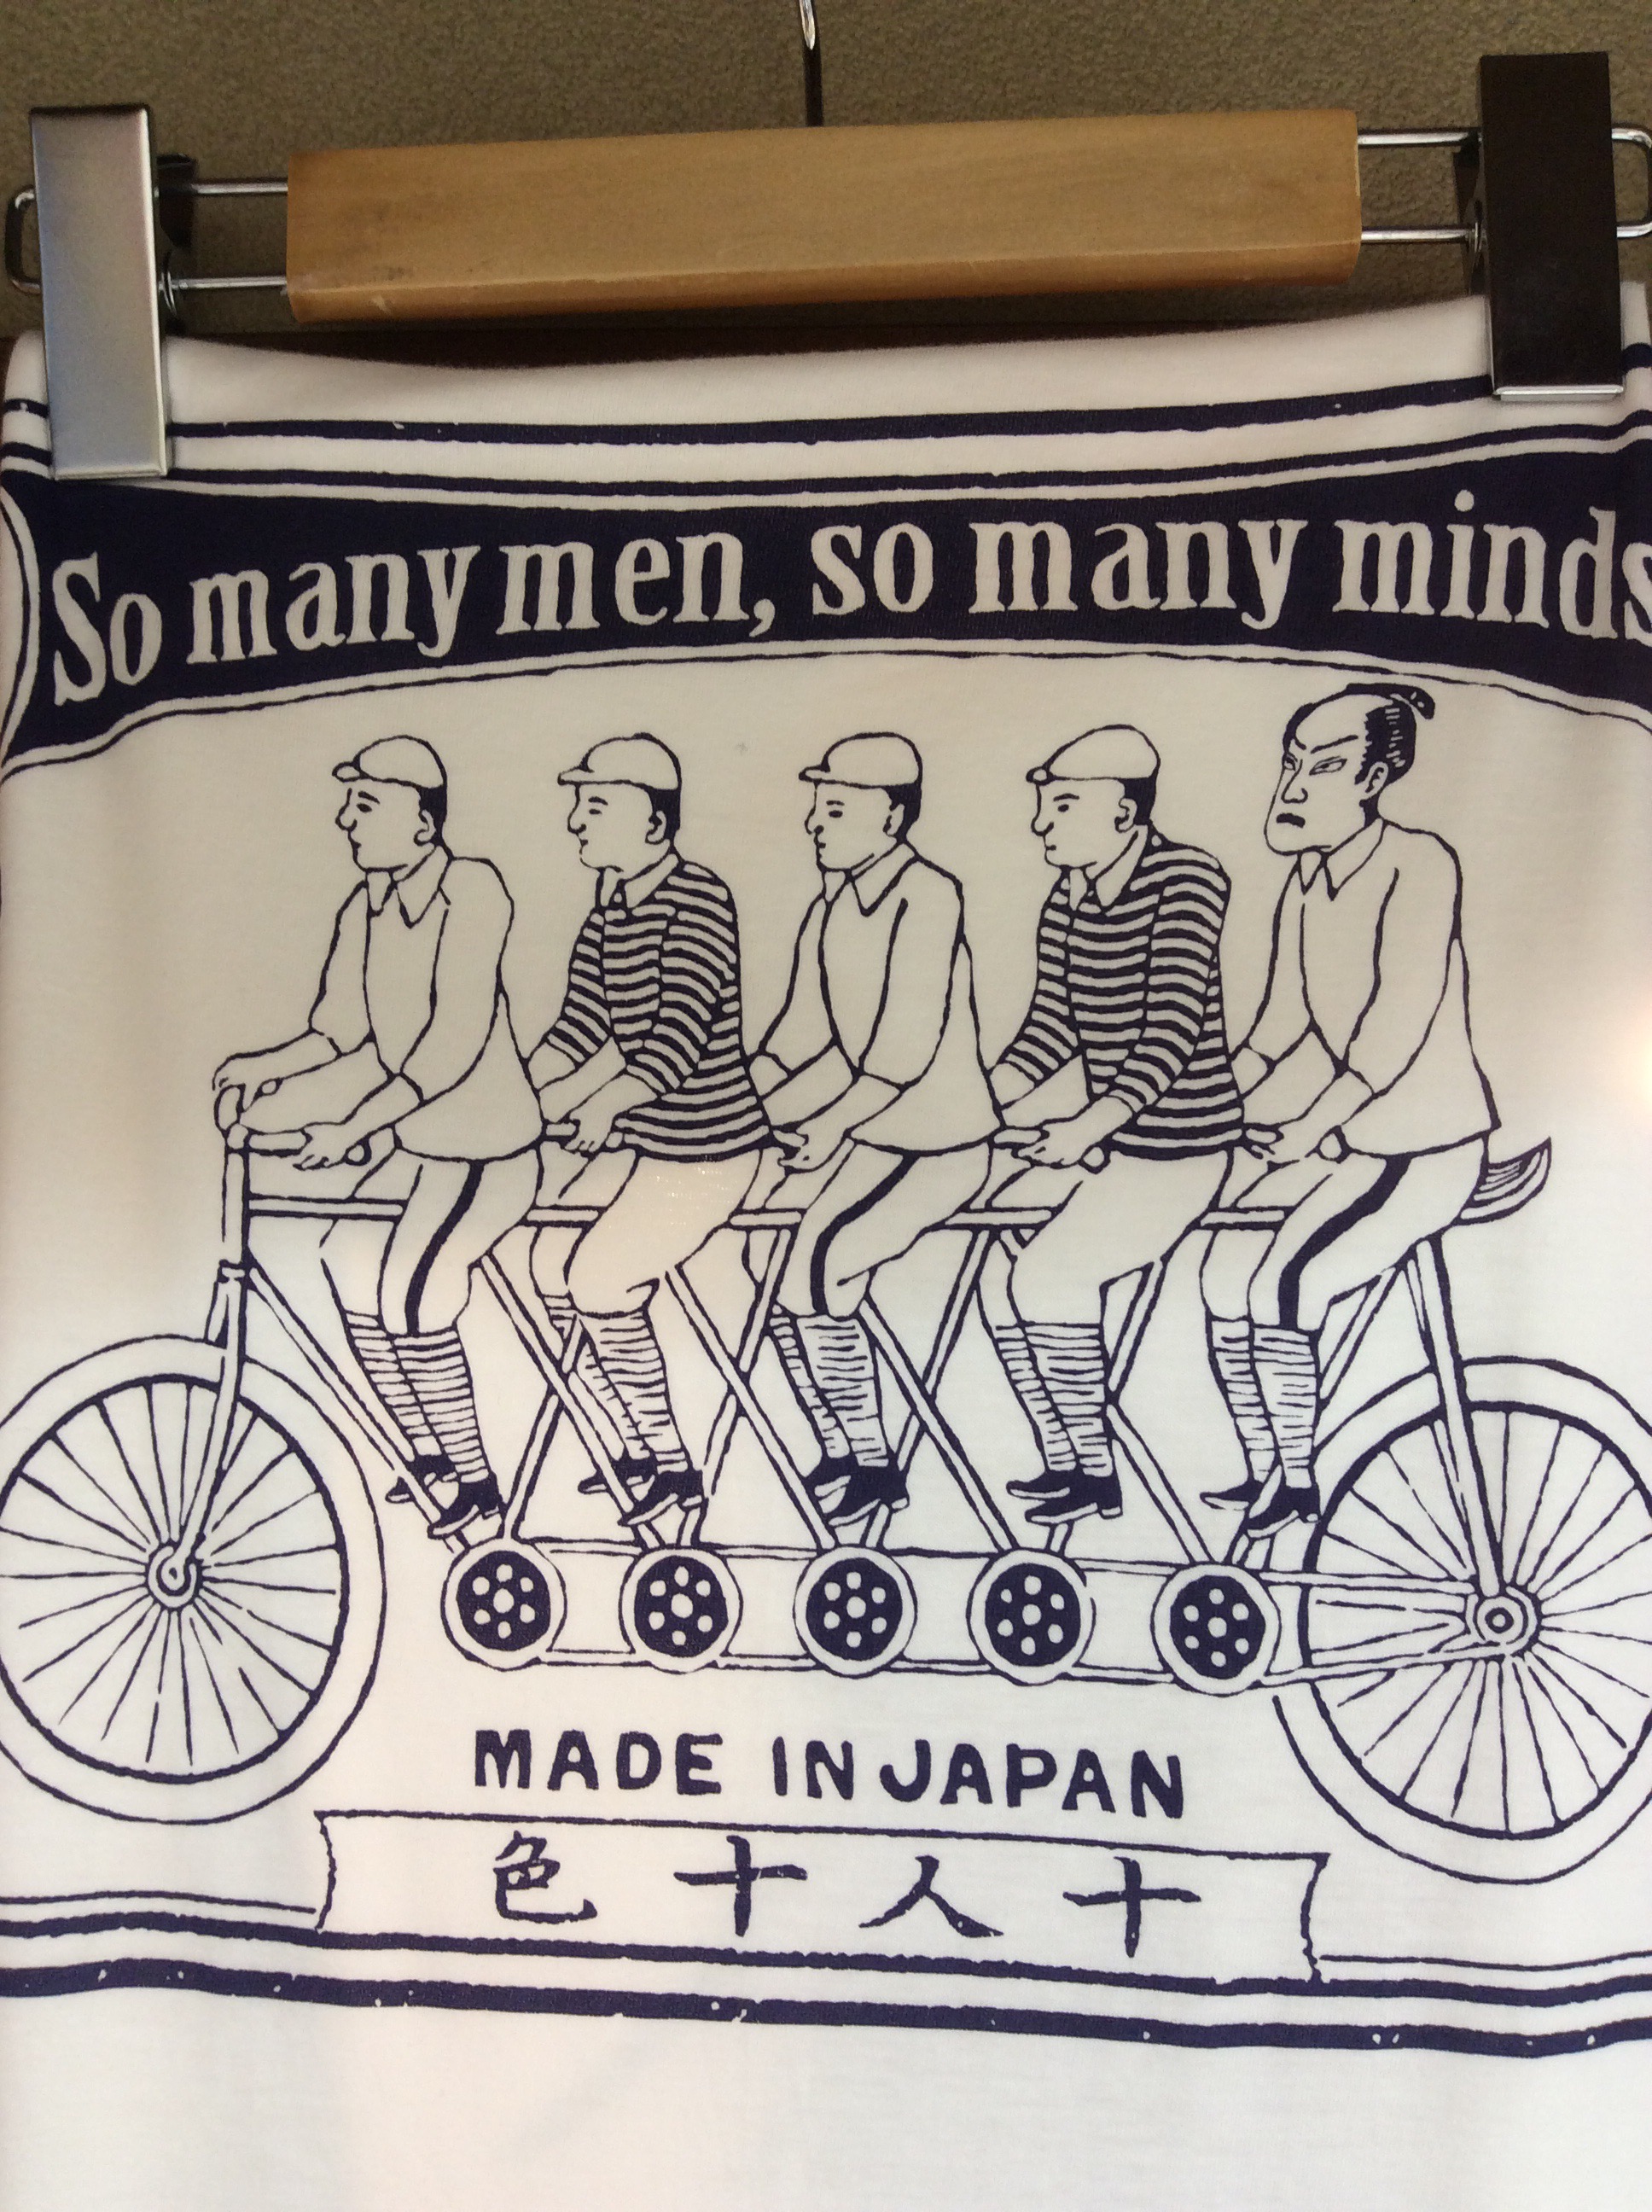 So many men, so many minds
MADE IN JAPAN
十人十色